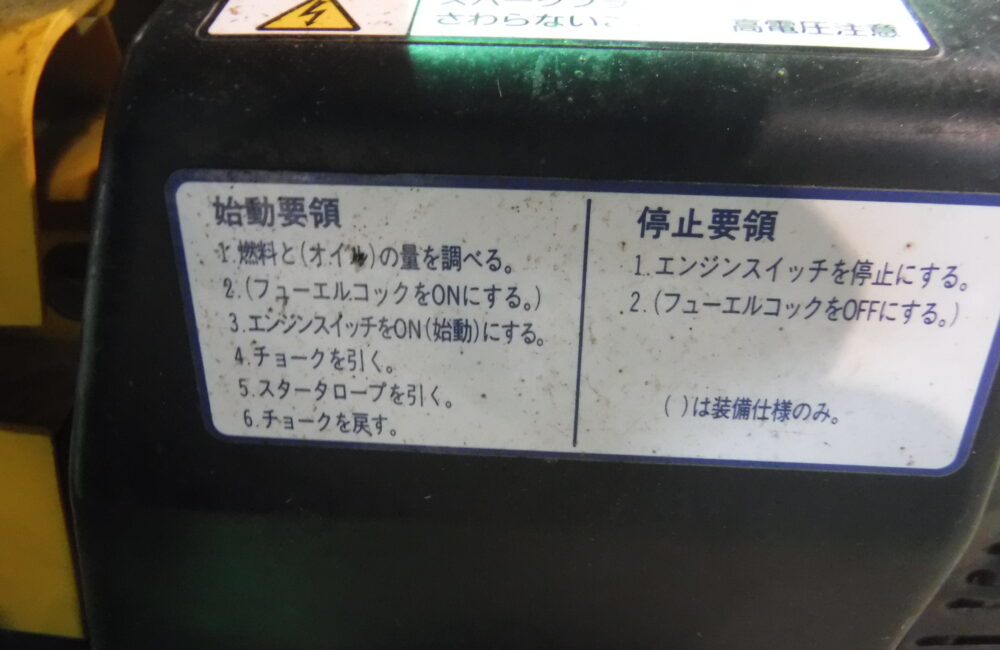 スパークプラ
さわらない
高電圧注意
始動要領
1.燃料と(オイル)の量を調べる。
2.(フューエルコックをONにする。)
3.エンジンスイッチをON(始動)にする。
4.チョークを引く。
5.スタータロープを引く。
6.チョークを戻す。
停止要領
1.エンジンスイッチを停止にする。
2.(フューエルコックをOFFにする。)
( )は装備仕様のみ。